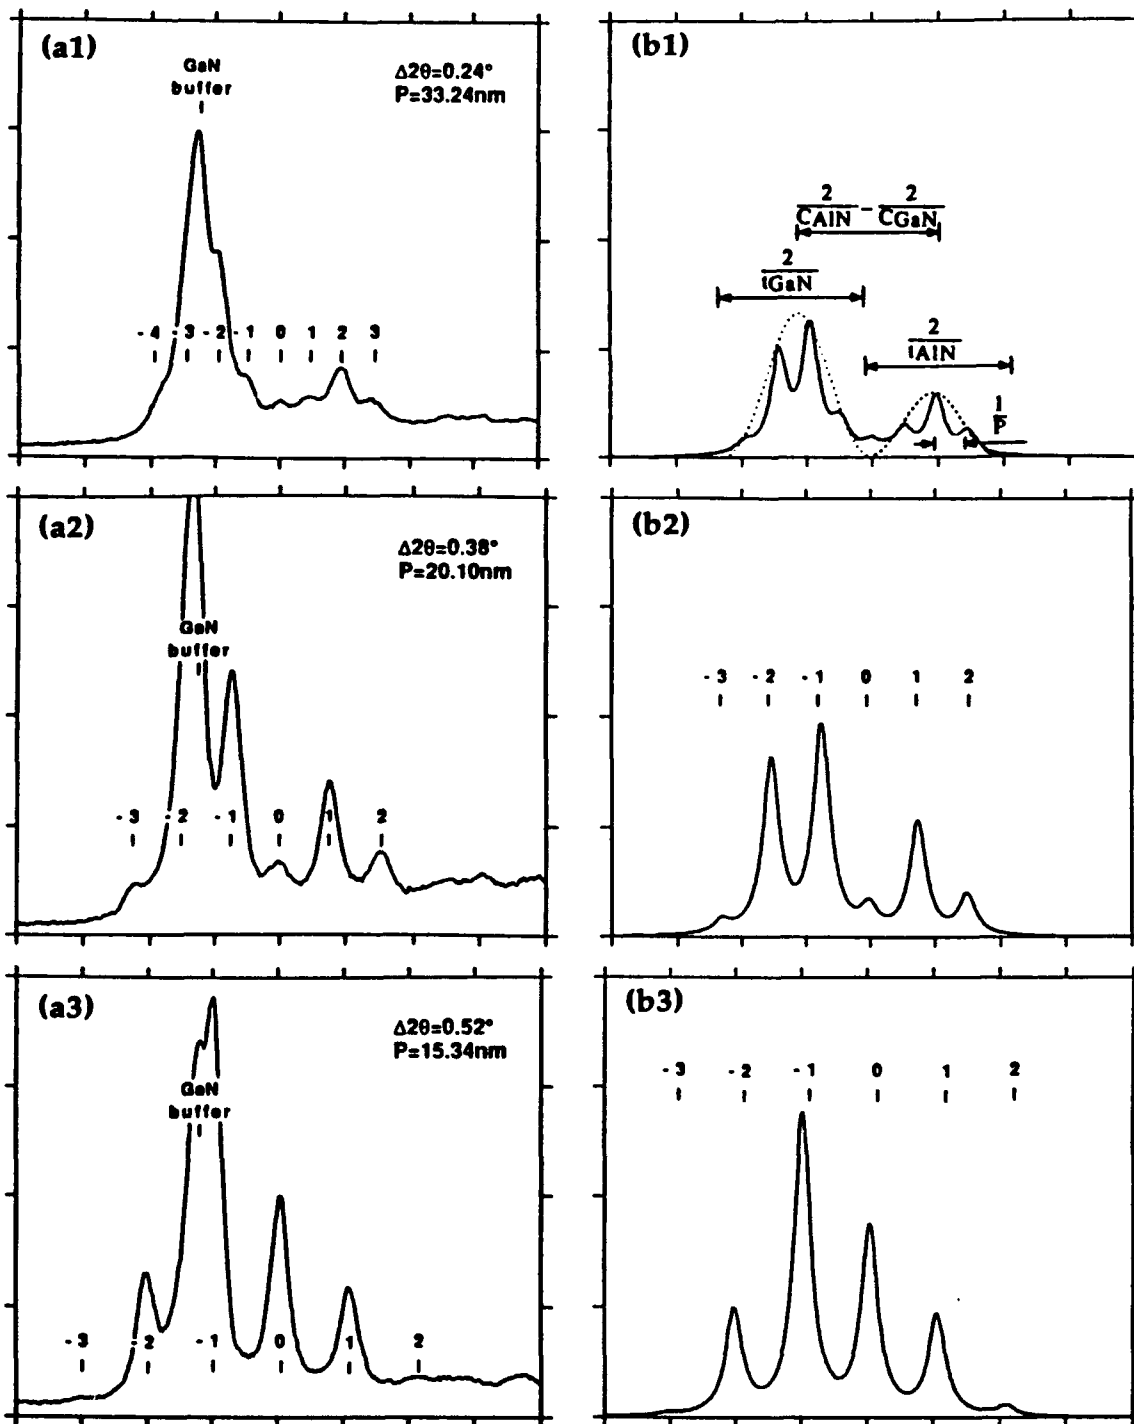 (a1)
GaN
buffer
Δ2θ=0.24°
P=33.24nm
-4 -3 -2 -1 0 1 2 3
(b1)
2/CAlN - 2/CGaN
2/tGaN
2/tAlN
1/P
(a2)
Δ2θ=0.38°
P=20.10nm
GaN
buffer
-3 -2 -1 0 1 2
(b2)
-3 -2 -1 0 1 2
(a3)
Δ2θ=0.52°
P=15.34nm
GaN
buffer
-3 -2 -1 0 1 2
(b3)
-3 -2 -1 0 1 2